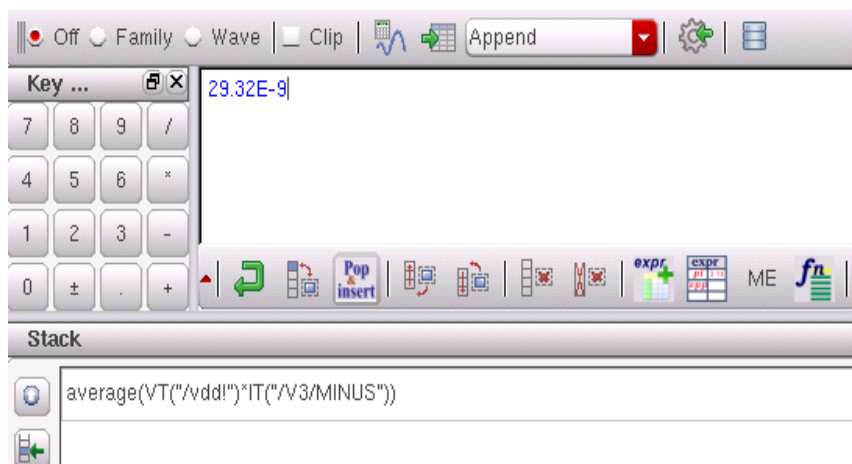 Off Family Wave Clip Append
Key ...
29.32E-9
7 8 9 /
4 5 6 *
1 2 3 -
0 ± . +
Pop & insert
expr
expr
ME
fn
Stack
average(VT("/vdd!")*IT("/V3/MINUS"))